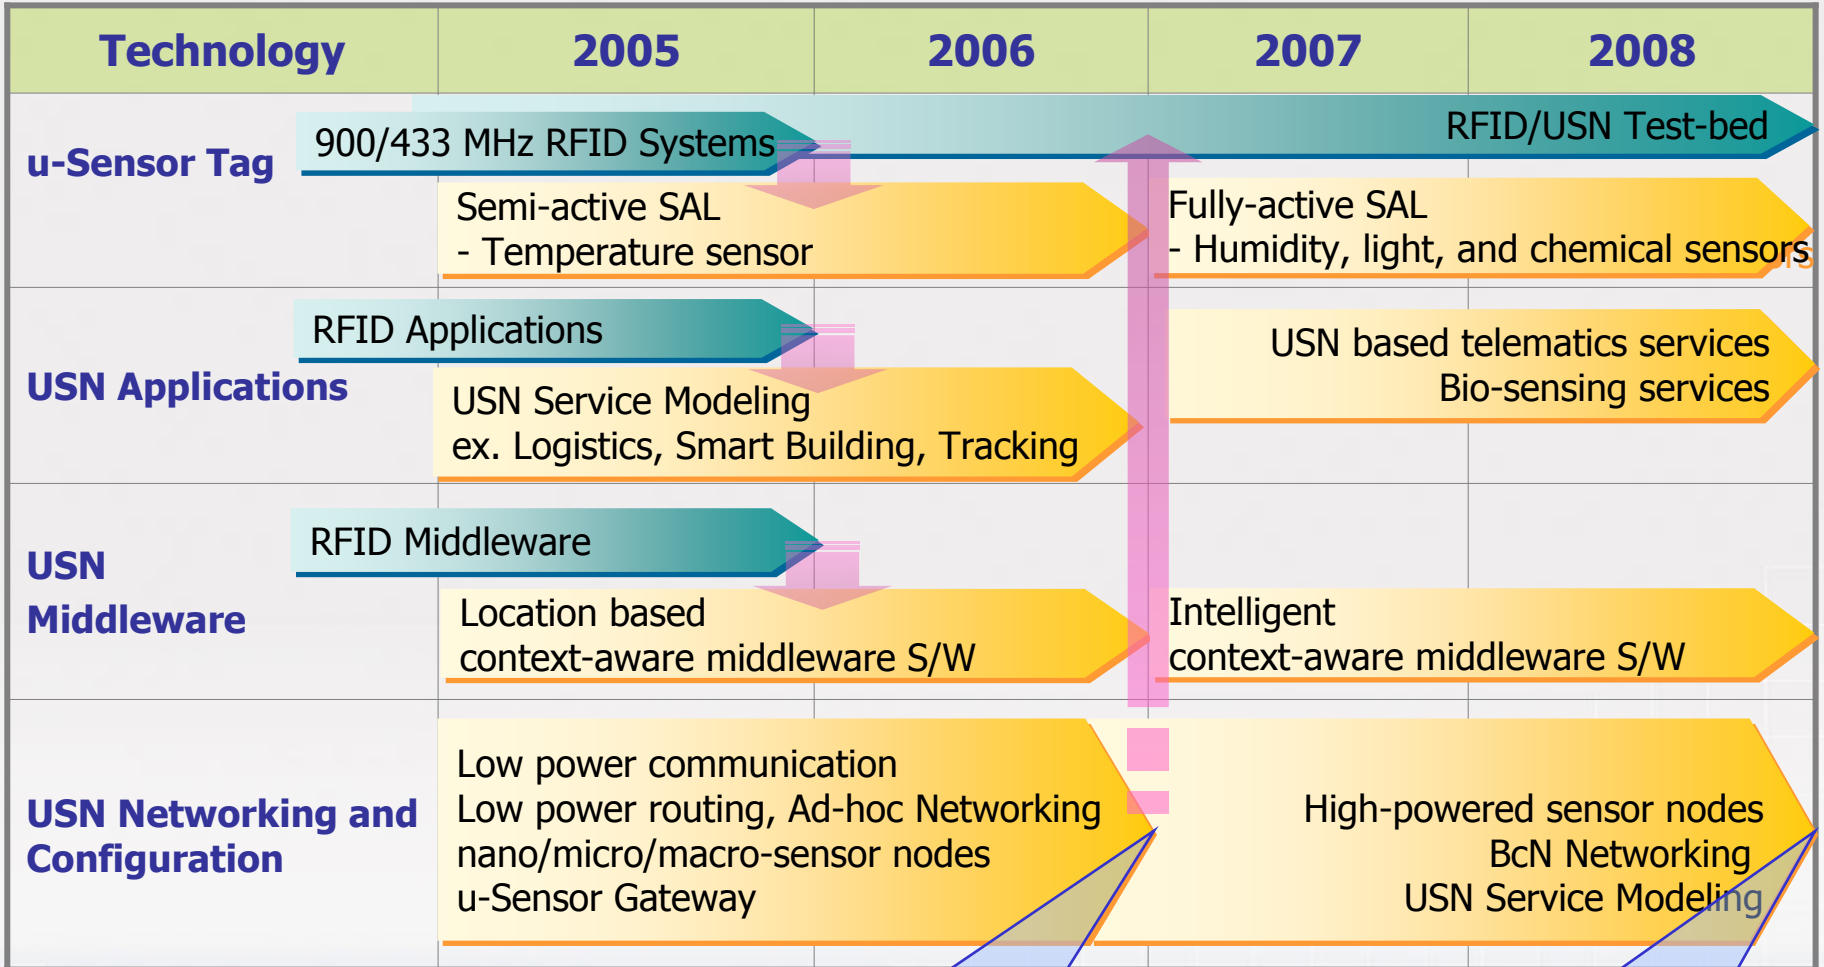 Technology 2005 2006 2007 2008
u-Sensor Tag
900/433 MHz RFID Systems
RFID/USN Test-bed
Semi-active SAL
- Temperature sensor
Fully-active SAL
- Humidity, light, and chemical sensors
USN Applications
RFID Applications
USN Service Modeling
ex. Logistics, Smart Building, Tracking
USN based telematics services
Bio-sensing services
USN
Middleware
RFID Middleware
Location based
context-aware middleware S/W
Intelligent
context-aware middleware S/W
USN Networking and
Configuration
Low power communication
Low power routing, Ad-hoc Networking
nano/micro/macro-sensor nodes
u-Sensor Gateway
High-powered sensor nodes
BcN Networking
USN Service Modeling